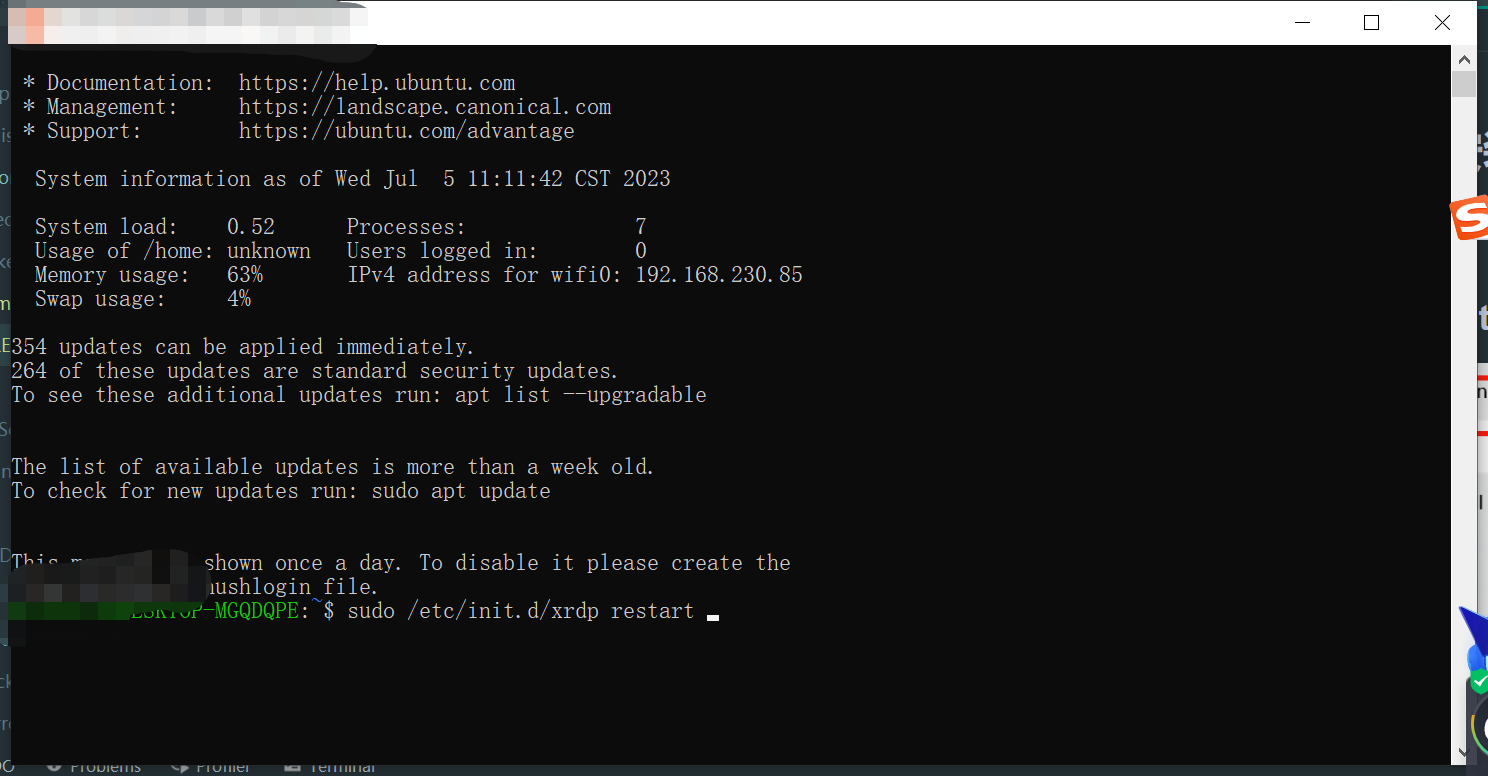 * Documentation:  https://help.ubuntu.com
* Management:     https://landscape.canonical.com
* Support:        https://ubuntu.com/advantage
System information as of Wed Jul  5 11:11:42 CST 2023
System load:    0.52      Processes:              7
Usage of /home: unknown   Users logged in:        0
Memory usage:   63%       IPv4 address for wifi0: 192.168.230.85
Swap usage:     4%
354 updates can be applied immediately.
264 of these updates are standard security updates.
To see these additional updates run: apt list --upgradable
The list of available updates is more than a week old.
To check for new updates run: sudo apt update
This shown once a day. To disable it please create the
hushlogin file.
ESKTOP-MGQDQPE:~$ sudo /etc/init.d/xrdp restart
Problems Profiler Terminal